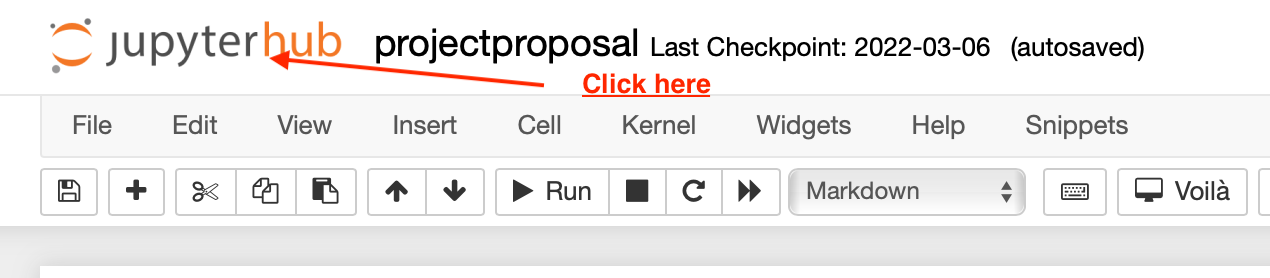 jupyterhub projectproposal Last Checkpoint: 2022-03-06 (autosaved)
Click here
File Edit View Insert Cell Kernel Widgets Help Snippets
Run Markdown Voilà